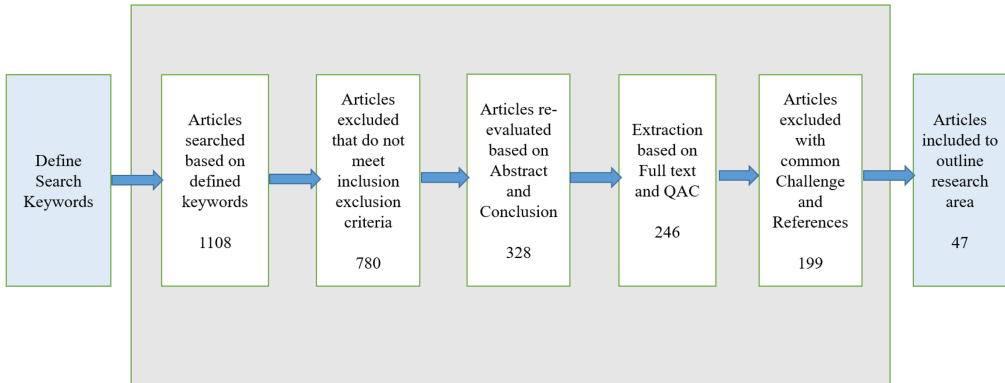 Define
Search
Keywords
Articles
searched
based on
defined
keywords
1108
Articles
excluded
that do not
meet
inclusion
exclusion
criteria
780
Articles re-
evaluated
based on
Abstract
and
Conclusion
328
Extraction
based on
Full text
and QAC
246
Articles
excluded
with
common
Challenge
and
References
199
Articles
included to
outline
research
area
47